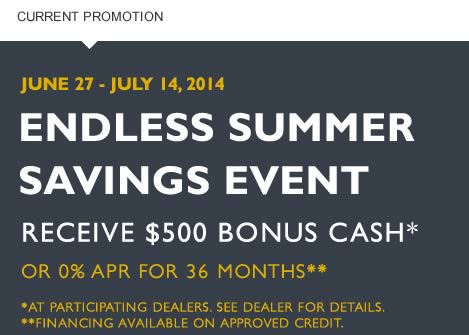 CURRENT PROMOTION
JUNE 27 - JULY 14, 2014
ENDLESS SUMMER
SAVINGS EVENT
RECEIVE $500 BONUS CASH*
OR 0% APR FOR 36 MONTHS**
*AT PARTICIPATING DEALERS. SEE DEALER FOR DETAILS.
**FINANCING AVAILABLE ON APPROVED CREDIT.